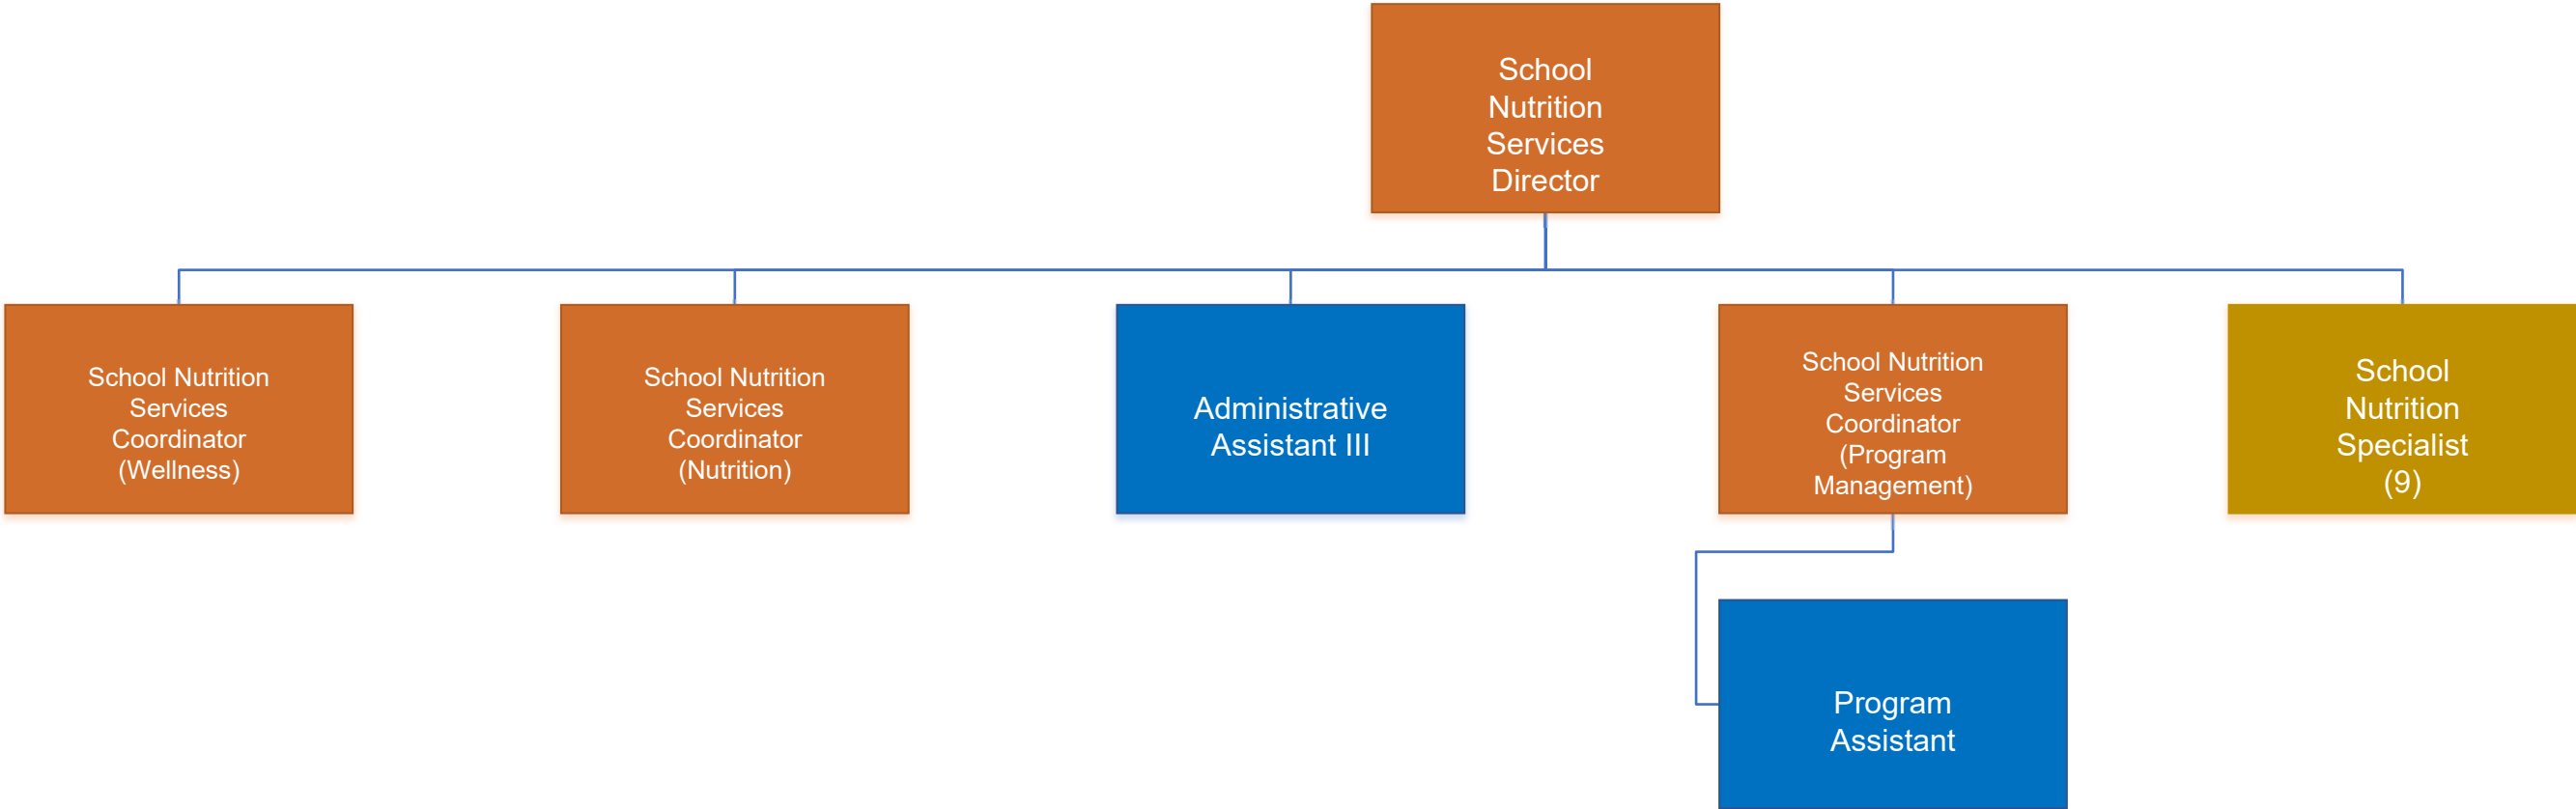 School
Nutrition
Services
Director
School Nutrition
Services
Coordinator
(Wellness)
School Nutrition
Services
Coordinator
(Nutrition)
Administrative
Assistant III
School Nutrition
Services
Coordinator
(Program
Management)
School
Nutrition
Specialist
(9)
Program
Assistant